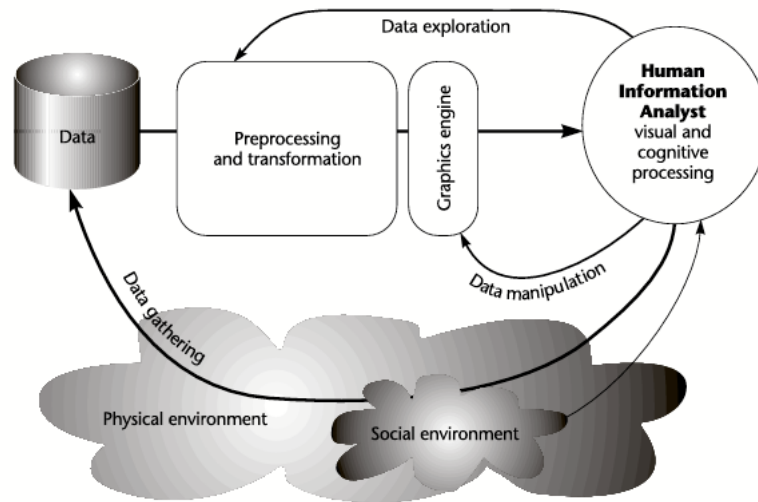 Data exploration
Human
Information
Analyst
visual and
cognitive
processing
Data
Preprocessing
and transformation
Graphics engine
Data manipulation
Data gathering
Physical environment
Social environment